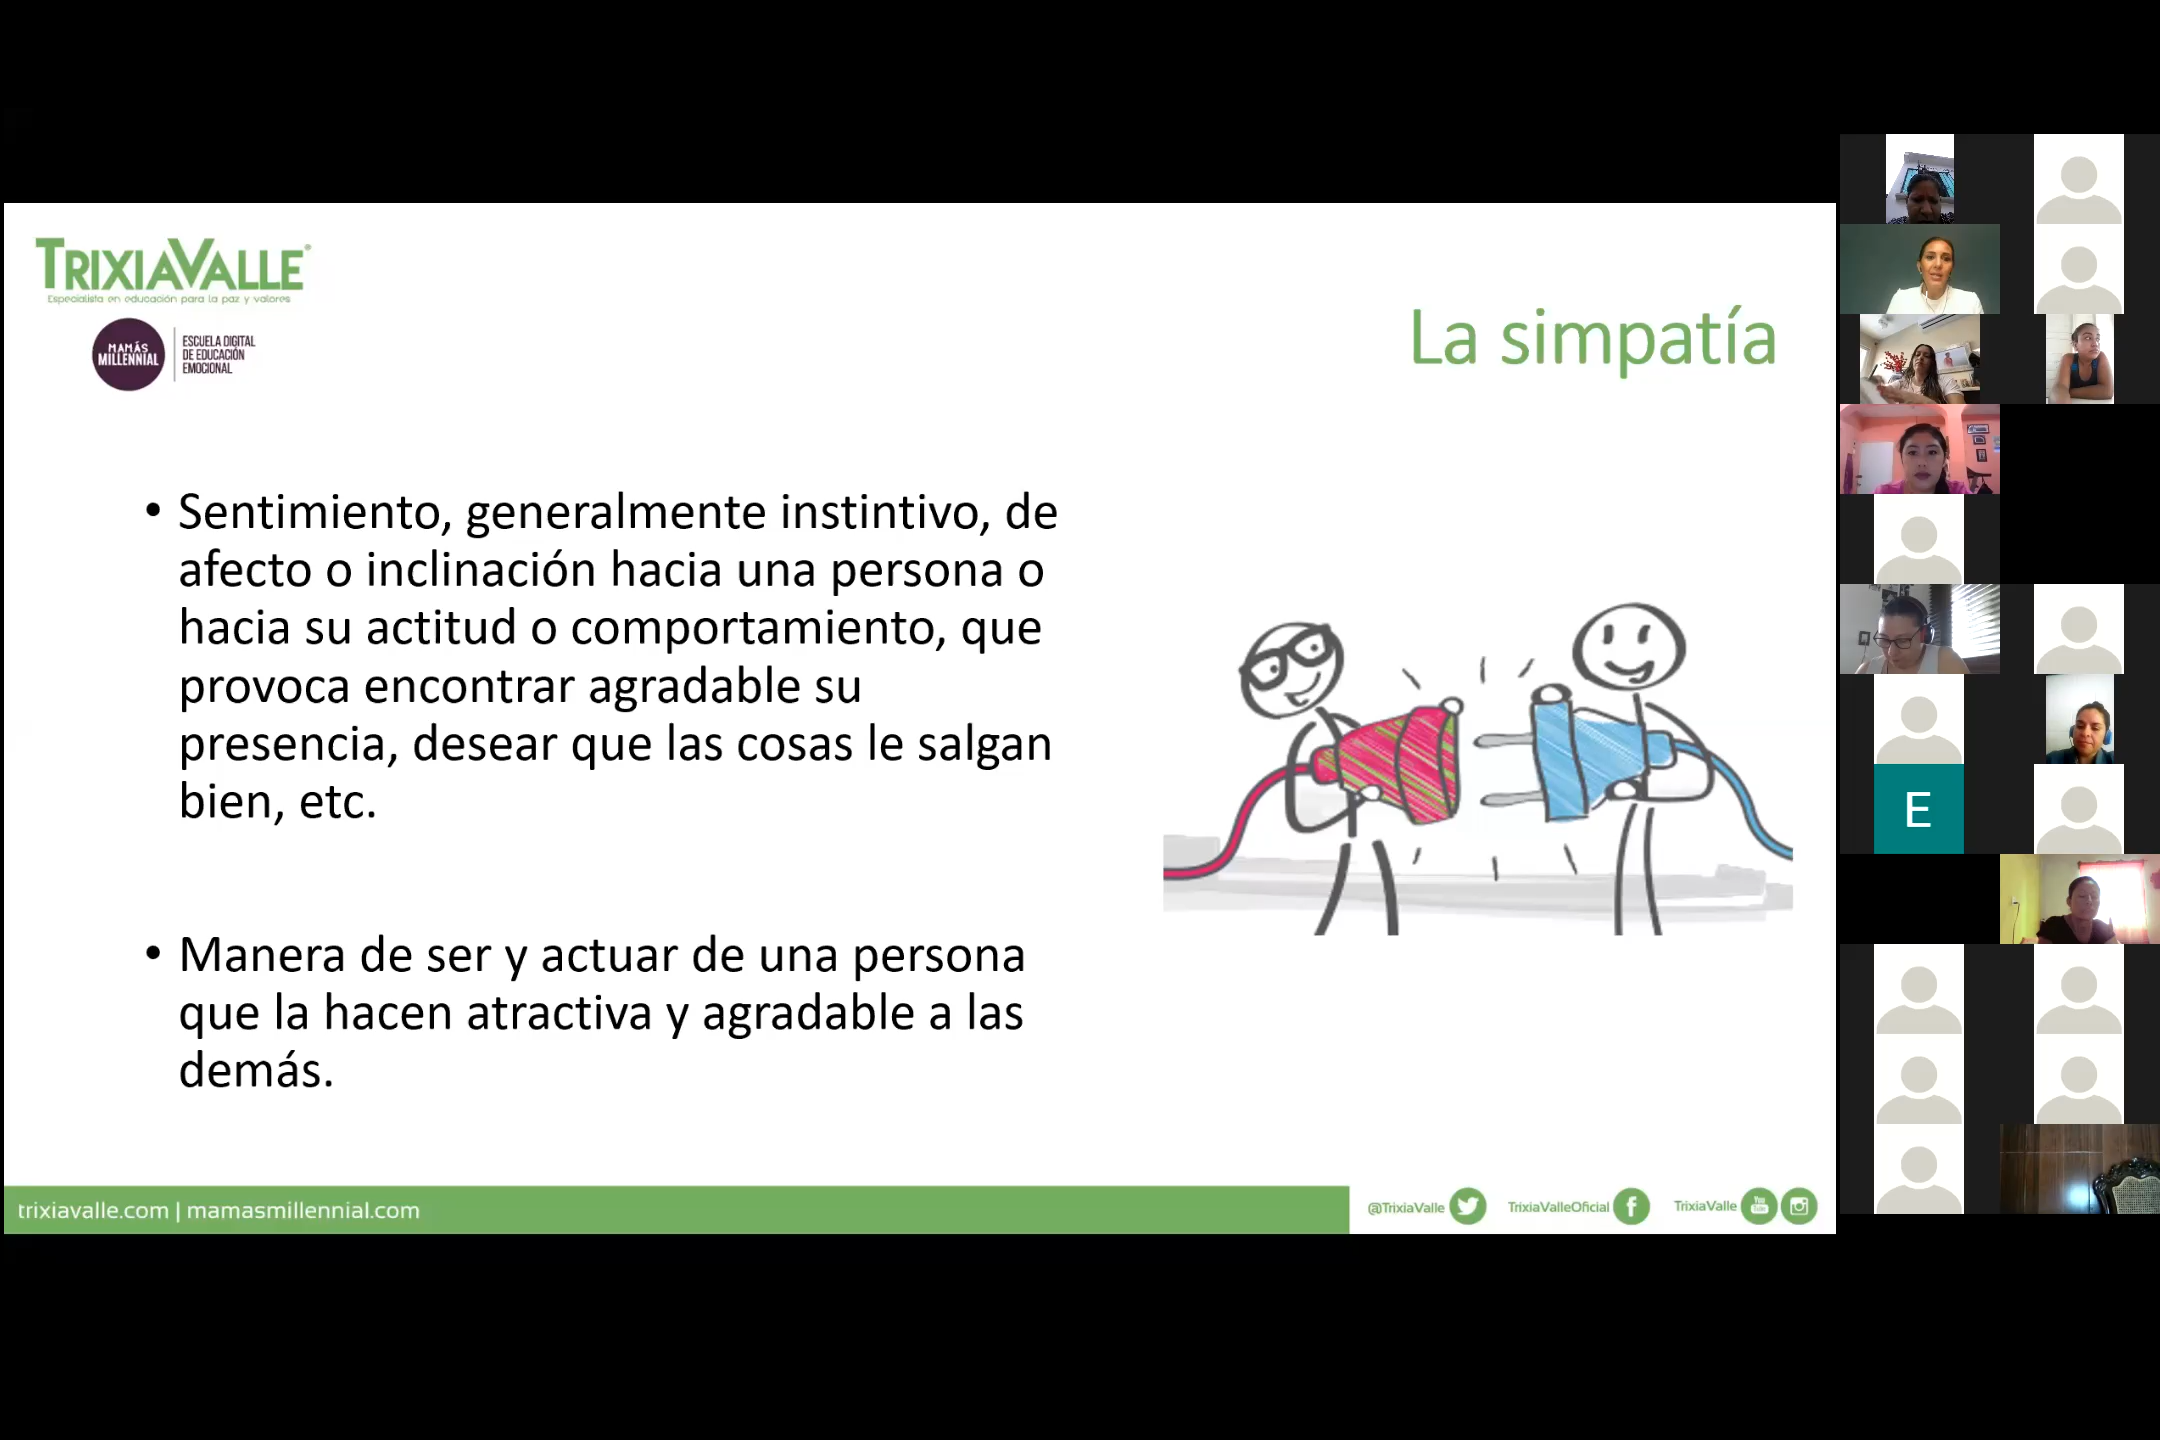 TRIXIAVALLE®
Especialista en educación para la paz y valores
MAMÁS
MILLENNIAL
ESCUELA DIGITAL
DE EDUCACIÓN
EMOCIONAL
La simpatía
• Sentimiento, generalmente instintivo, de
afecto o inclinación hacia una persona o
hacia su actitud o comportamiento, que
provoca encontrar agradable su
presencia, desear que las cosas le salgan
bien, etc.
• Manera de ser y actuar de una persona
que la hacen atractiva y agradable a las
demás.
trixiavalle.com | mamasmillennial.com
@TrixiaValle
TrixiaValleOficial
TrixiaValle
You
Tube
E